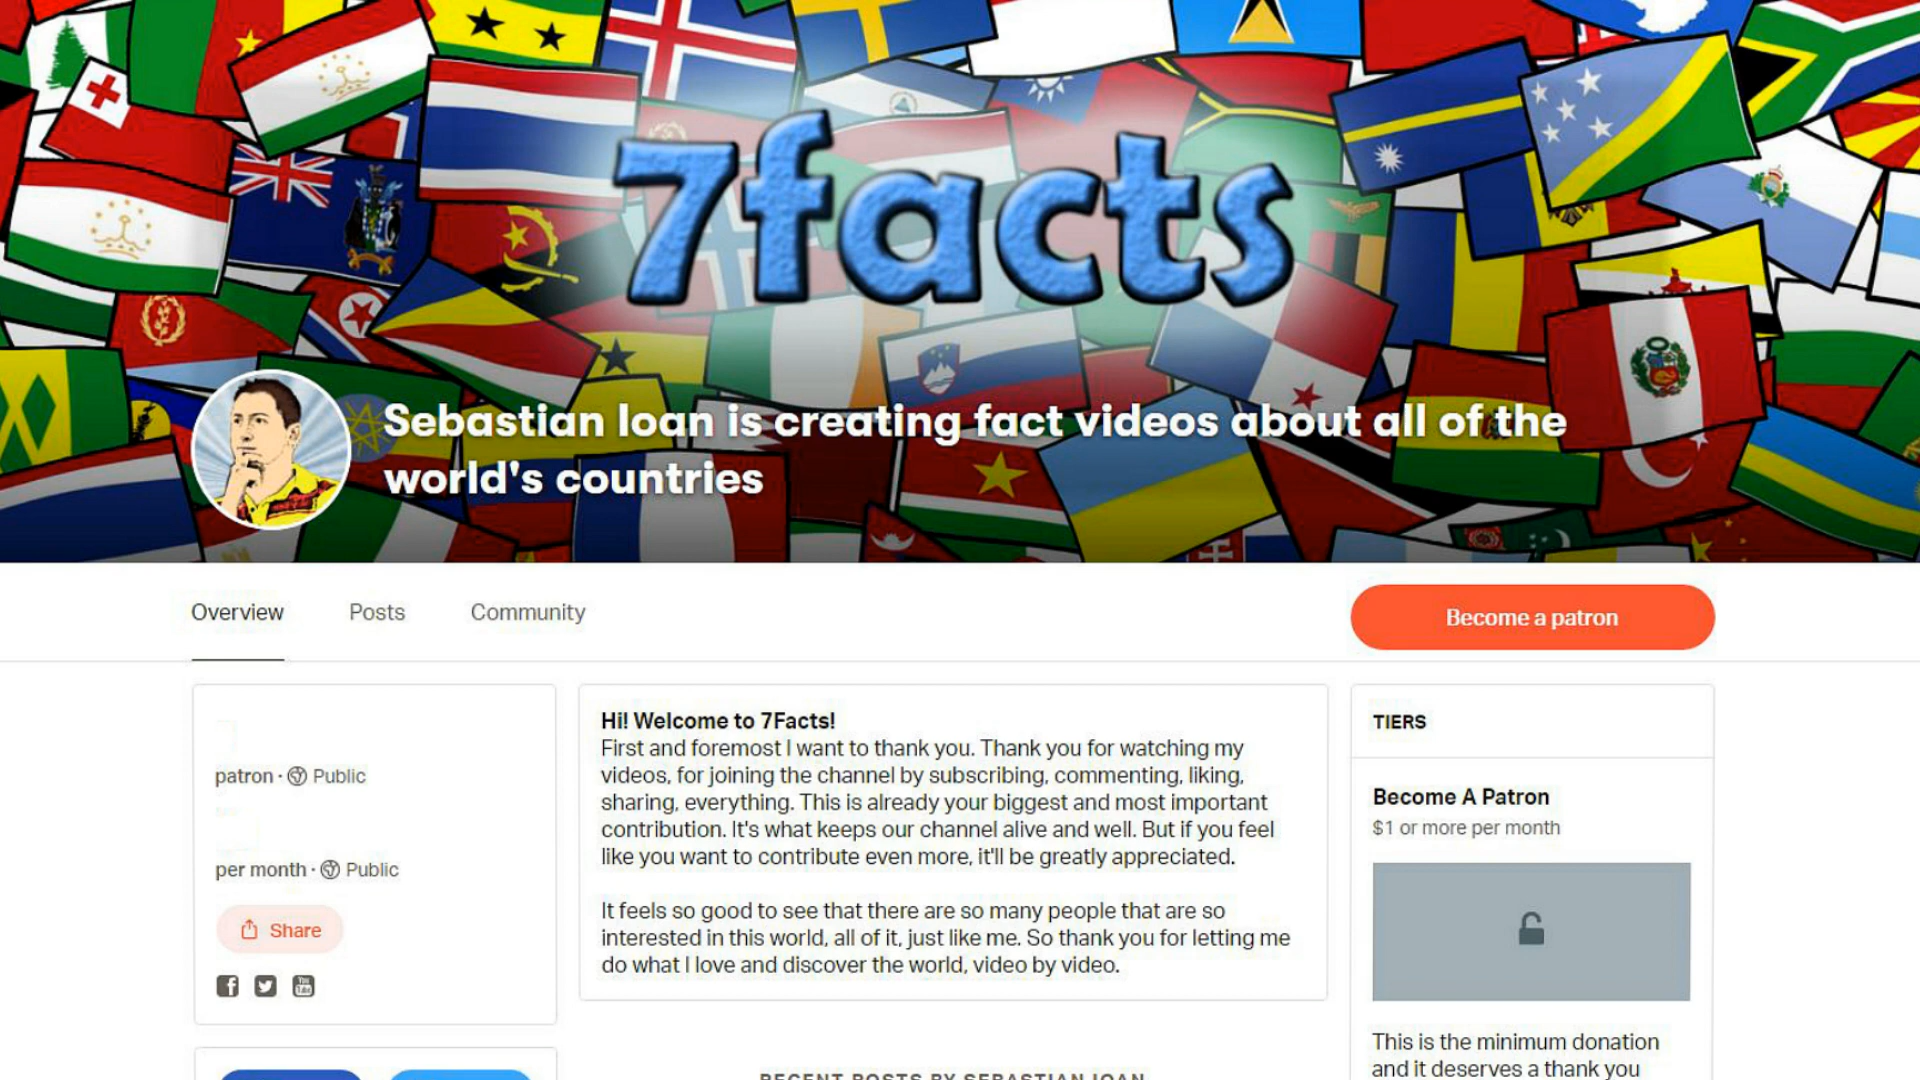 7facts
Sebastian Ioan is creating fact videos about all of the
world's countries
Overview
Posts
Community
Become a patron
patron · Public
per month · Public
Share
Hi! Welcome to 7Facts!
First and foremost I want to thank you. Thank you for watching my
videos, for joining the channel by subscribing, commenting, liking,
sharing, everything. This is already your biggest and most important
contribution. It's what keeps our channel alive and well. But if you feel
like you want to contribute even more, it'll be greatly appreciated.
It feels so good to see that there are so many people that are so
interested in this world, all of it, just like me. So thank you for letting me
do what I love and discover the world, video by video.
RECENT POSTS BY SEBASTIAN IOAN
TIERS
Become A Patron
$1 or more per month
This is the minimum donation
and it deserves a thank you